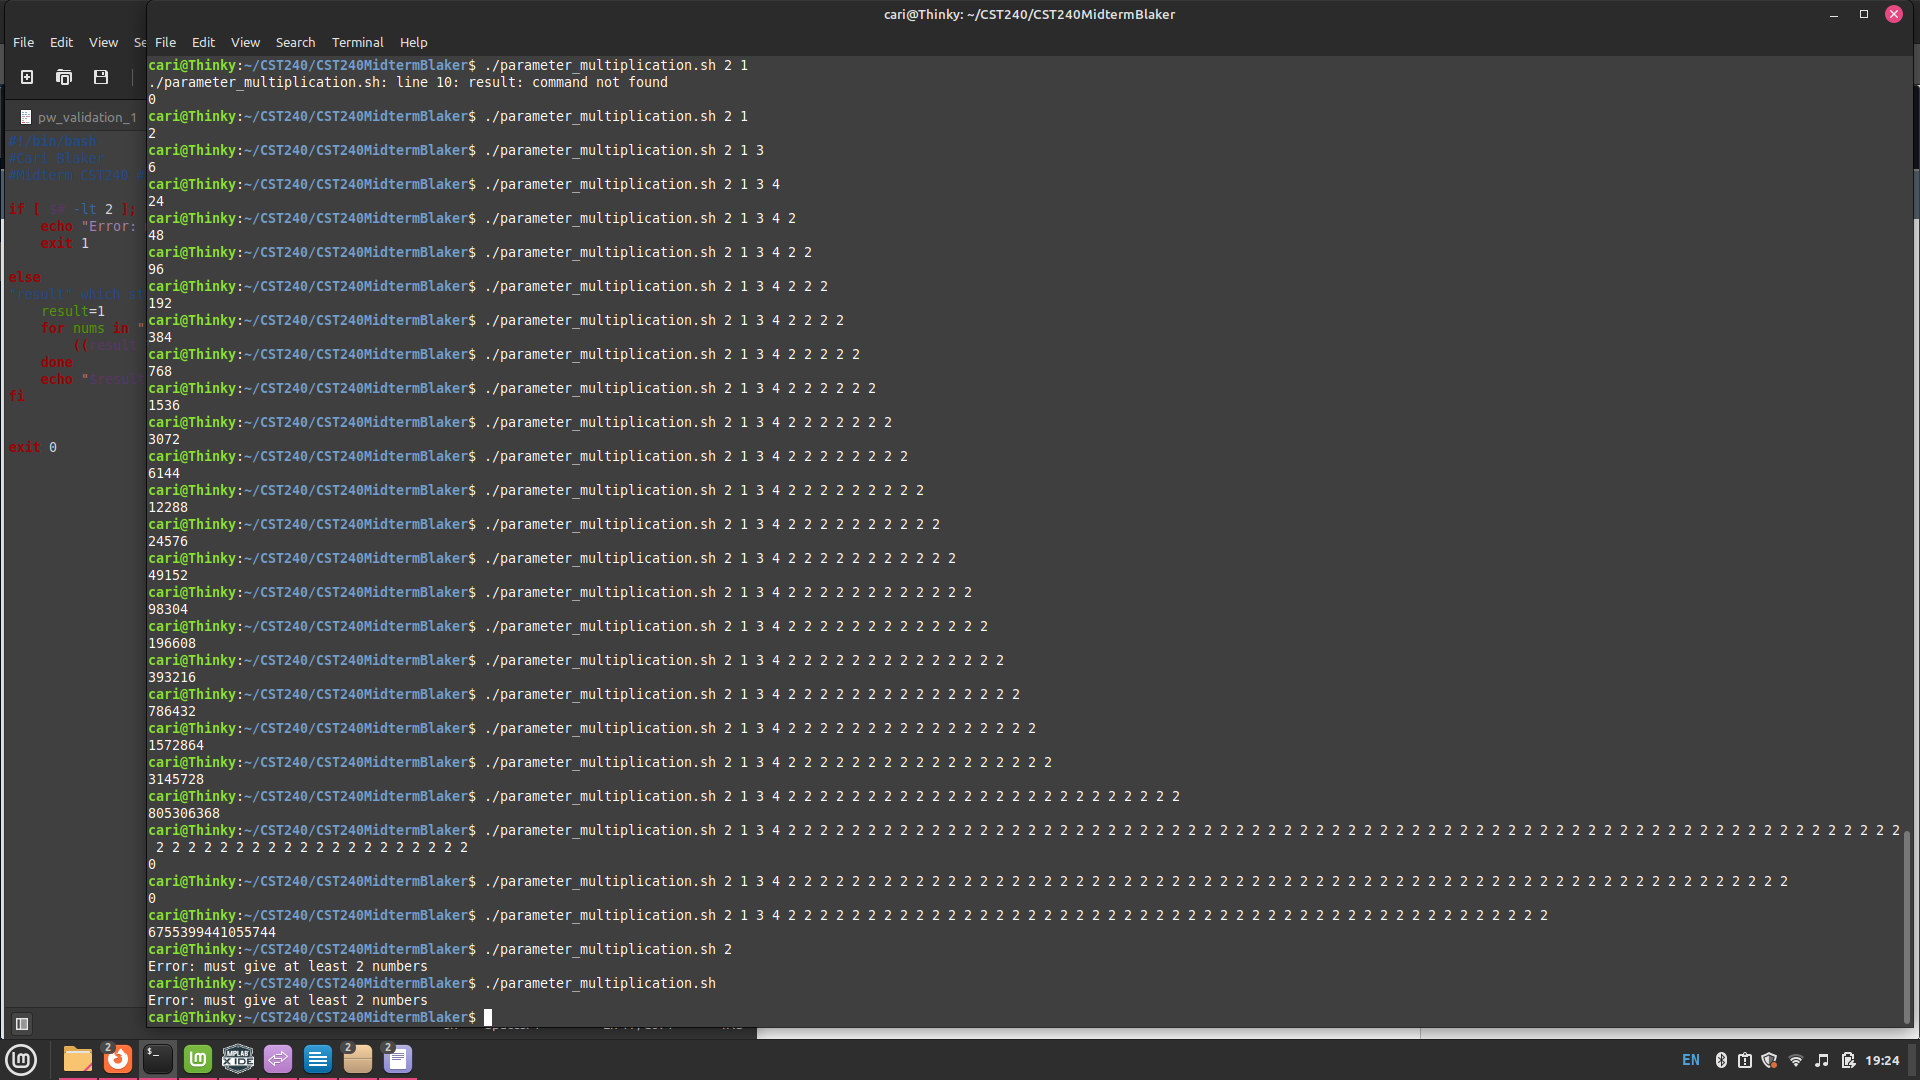 cari@Thinky: ~/CST240/CST240MidtermBlaker
File Edit View Se
File Edit View Search Terminal Help
pw_validation_1
#!/bin/bash
#Cari Blaker
#Midterm CST240
if [ $# -lt 2 ];
echo "Error:
exit 1
else
result=1
for nums in "
((result
done
echo "$result
fi
exit 0
cari@Thinky:~/CST240/CST240MidtermBlaker$ ./parameter_multiplication.sh 2 1
./parameter_multiplication.sh: line 10: result: command not found
0
cari@Thinky:~/CST240/CST240MidtermBlaker$ ./parameter_multiplication.sh 2 1
2
cari@Thinky:~/CST240/CST240MidtermBlaker$ ./parameter_multiplication.sh 2 1 3
6
cari@Thinky:~/CST240/CST240MidtermBlaker$ ./parameter_multiplication.sh 2 1 3 4
24
cari@Thinky:~/CST240/CST240MidtermBlaker$ ./parameter_multiplication.sh 2 1 3 4 2
48
cari@Thinky:~/CST240/CST240MidtermBlaker$ ./parameter_multiplication.sh 2 1 3 4 2 2
96
cari@Thinky:~/CST240/CST240MidtermBlaker$ ./parameter_multiplication.sh 2 1 3 4 2 2 2
192
cari@Thinky:~/CST240/CST240MidtermBlaker$ ./parameter_multiplication.sh 2 1 3 4 2 2 2 2
384
cari@Thinky:~/CST240/CST240MidtermBlaker$ ./parameter_multiplication.sh 2 1 3 4 2 2 2 2 2
768
cari@Thinky:~/CST240/CST240MidtermBlaker$ ./parameter_multiplication.sh 2 1 3 4 2 2 2 2 2 2
1536
cari@Thinky:~/CST240/CST240MidtermBlaker$ ./parameter_multiplication.sh 2 1 3 4 2 2 2 2 2 2 2
3072
cari@Thinky:~/CST240/CST240MidtermBlaker$ ./parameter_multiplication.sh 2 1 3 4 2 2 2 2 2 2 2 2
6144
cari@Thinky:~/CST240/CST240MidtermBlaker$ ./parameter_multiplication.sh 2 1 3 4 2 2 2 2 2 2 2 2 2
12288
cari@Thinky:~/CST240/CST240MidtermBlaker$ ./parameter_multiplication.sh 2 1 3 4 2 2 2 2 2 2 2 2 2 2
24576
cari@Thinky:~/CST240/CST240MidtermBlaker$ ./parameter_multiplication.sh 2 1 3 4 2 2 2 2 2 2 2 2 2 2 2
49152
cari@Thinky:~/CST240/CST240MidtermBlaker$ ./parameter_multiplication.sh 2 1 3 4 2 2 2 2 2 2 2 2 2 2 2 2
98304
cari@Thinky:~/CST240/CST240MidtermBlaker$ ./parameter_multiplication.sh 2 1 3 4 2 2 2 2 2 2 2 2 2 2 2 2 2
196608
cari@Thinky:~/CST240/CST240MidtermBlaker$ ./parameter_multiplication.sh 2 1 3 4 2 2 2 2 2 2 2 2 2 2 2 2 2 2
393216
cari@Thinky:~/CST240/CST240MidtermBlaker$ ./parameter_multiplication.sh 2 1 3 4 2 2 2 2 2 2 2 2 2 2 2 2 2 2 2
786432
cari@Thinky:~/CST240/CST240MidtermBlaker$ ./parameter_multiplication.sh 2 1 3 4 2 2 2 2 2 2 2 2 2 2 2 2 2 2 2 2
1572864
cari@Thinky:~/CST240/CST240MidtermBlaker$ ./parameter_multiplication.sh 2 1 3 4 2 2 2 2 2 2 2 2 2 2 2 2 2 2 2 2 2
3145728
cari@Thinky:~/CST240/CST240MidtermBlaker$ ./parameter_multiplication.sh 2 1 3 4 2 2 2 2 2 2 2 2 2 2 2 2 2 2 2 2 2 2 2 2 2 2 2 2 2
805306368
cari@Thinky:~/CST240/CST240MidtermBlaker$ ./parameter_multiplication.sh 2 1 3 4 2 2 2 2 2 2 2 2 2 2 2 2 2 2 2 2 2 2 2 2 2 2 2 2 2 2 2 2 2 2 2 2 2 2 2 2 2 2 2 2 2 2 2 2 2 2 2 2 2 2 2 2 2 2 2 2 2 2 2 2 2 2 2 2 2 2 2 2 2 2
2 2 2 2 2 2 2 2 2 2 2 2 2 2 2 2 2 2 2 2
0
cari@Thinky:~/CST240/CST240MidtermBlaker$ ./parameter_multiplication.sh 2 1 3 4 2 2 2 2 2 2 2 2 2 2 2 2 2 2 2 2 2 2 2 2 2 2 2 2 2 2 2 2 2 2 2 2 2 2 2 2 2 2 2 2 2 2 2 2 2 2 2 2 2 2 2 2 2 2 2 2 2 2 2 2 2 2 2
0
cari@Thinky:~/CST240/CST240MidtermBlaker$ ./parameter_multiplication.sh 2 1 3 4 2 2 2 2 2 2 2 2 2 2 2 2 2 2 2 2 2 2 2 2 2 2 2 2 2 2 2 2 2 2 2 2 2 2 2 2 2 2 2 2 2 2 2 2 2 2 2 2
6755399441055744
cari@Thinky:~/CST240/CST240MidtermBlaker$ ./parameter_multiplication.sh 2
Error: must give at least 2 numbers
cari@Thinky:~/CST240/CST240MidtermBlaker$ ./parameter_multiplication.sh
Error: must give at least 2 numbers
cari@Thinky:~/CST240/CST240MidtermBlaker$
2
MPLAB
X IDE
2
2
EN
19:24